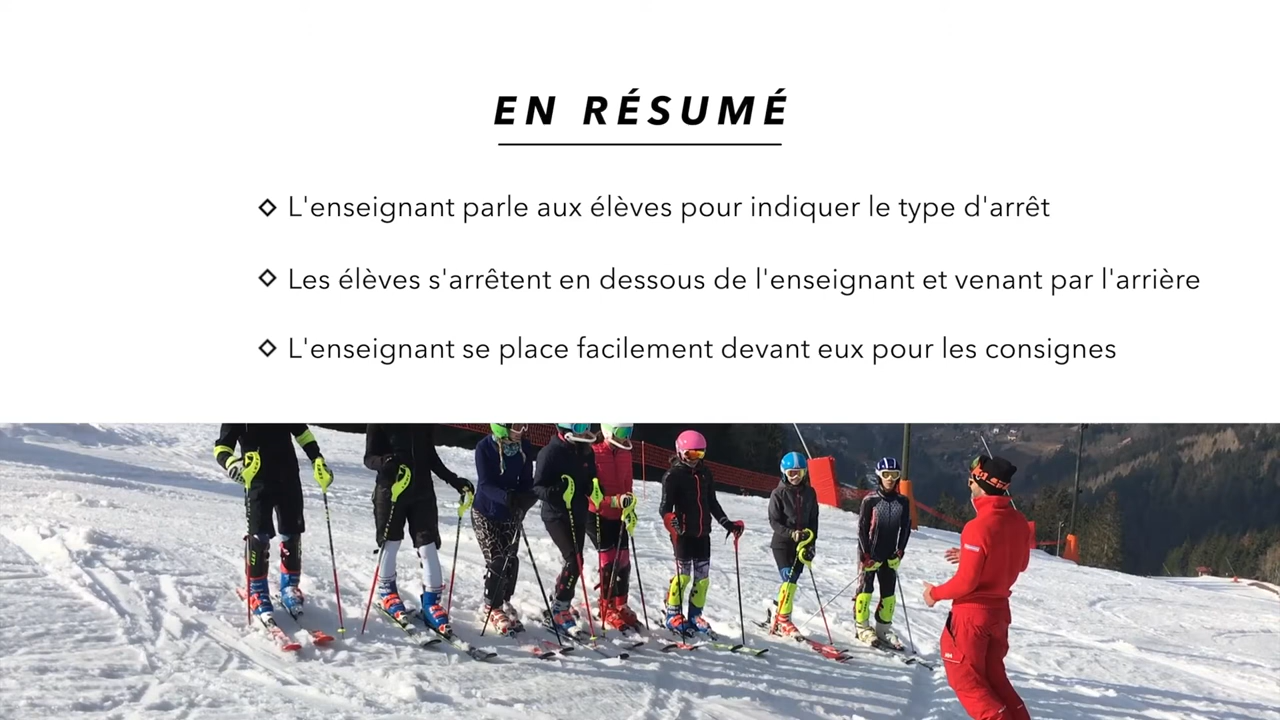 EN RÉSUMÉ
L'enseignant parle aux élèves pour indiquer le type d'arrêt
Les élèves s'arrêtent en dessous de l'enseignant et venant par l'arrière
L'enseignant se place facilement devant eux pour les consignes